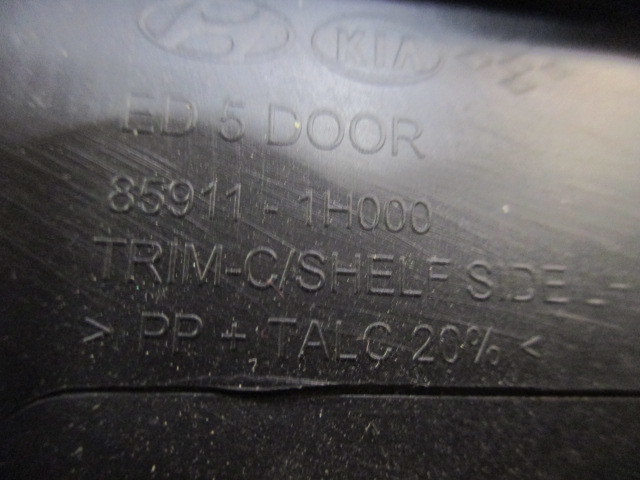 KIA
ED 5 DOOR
85911 - 1H000
TRIM-C/SHELF SIDE
> PP + TALC 20% <